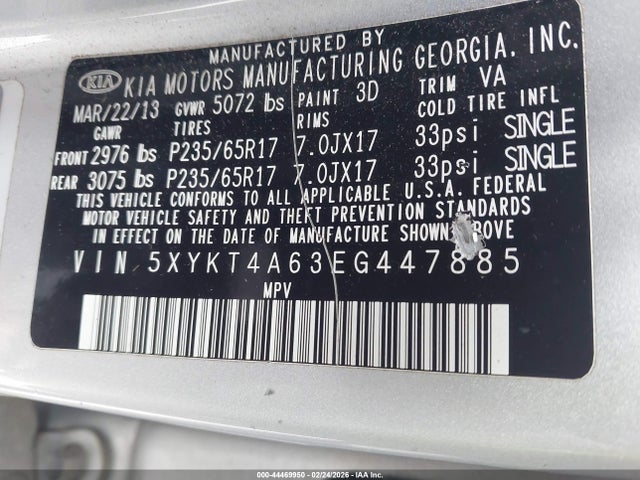 MANUFACTURED BY
KIA KIA MOTORS MANUFACTURING GEORGIA, INC.
MAR/22/13 GVWR 5072 lbs PAINT 3D TRIM VA
GAWR TIRES RIMS COLD TIRE INFL
FRONT 2976 lbs P235/65R17 7.0JX17 33psi SINGLE
REAR 3075 lbs P235/65R17 7.0JX17 33psi SINGLE
THIS VEHICLE CONFORMS TO ALL APPLICABLE U.S.A. FEDERAL
MOTOR VEHICLE SAFETY AND THEFT PREVENTION STANDARDS
IN EFFECT ON THE DATE OF MANUFACTURE SHOWN ABOVE
VIN 5XYKT4A63EG447885
MPV
000-44469950 - 02/24/2026 - IAAI.COM